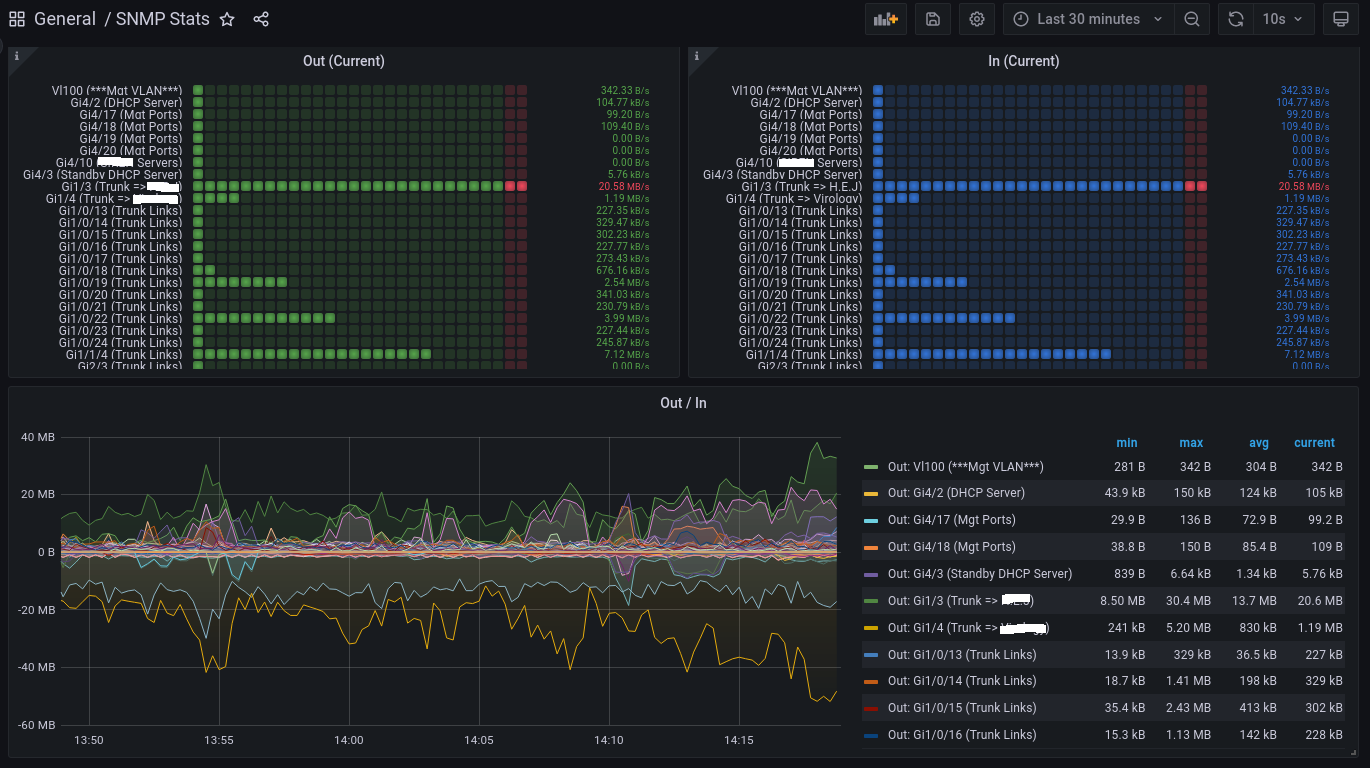 General / SNMP Stats
Last 30 minutes
10s
Out (Current)
Vl100 (***Mgt VLAN***) 342.33 B/s
Gi4/2 (DHCP Server) 104.77 kB/s
Gi4/17 (Mgt Ports) 99.20 B/s
Gi4/18 (Mgt Ports) 109.40 B/s
Gi4/19 (Mgt Ports) 0.00 B/s
Gi4/20 (Mgt Ports) 0.00 B/s
Gi4/10 Servers) 0.00 B/s
Gi4/3 (Standby DHCP Server) 5.76 kB/s
Gi1/3 (Trunk => 20.58 MB/s
Gi1/4 (Trunk => 1.19 MB/s
Gi1/0/13 (Trunk Links) 227.35 kB/s
Gi1/0/14 (Trunk Links) 329.47 kB/s
Gi1/0/15 (Trunk Links) 302.23 kB/s
Gi1/0/16 (Trunk Links) 227.77 kB/s
Gi1/0/17 (Trunk Links) 273.43 kB/s
Gi1/0/18 (Trunk Links) 676.16 kB/s
Gi1/0/19 (Trunk Links) 2.54 MB/s
Gi1/0/20 (Trunk Links) 341.03 kB/s
Gi1/0/21 (Trunk Links) 230.79 kB/s
Gi1/0/22 (Trunk Links) 3.99 MB/s
Gi1/0/23 (Trunk Links) 227.44 kB/s
Gi1/0/24 (Trunk Links) 245.87 kB/s
Gi1/1/4 (Trunk Links) 7.12 MB/s
Gi2/3 (Trunk Links) 0.00 B/s
In (Current)
Vl100 (***Mgt VLAN***) 342.33 B/s
Gi4/2 (DHCP Server) 104.77 kB/s
Gi4/17 (Mgt Ports) 99.20 B/s
Gi4/18 (Mgt Ports) 109.40 B/s
Gi4/19 (Mgt Ports) 0.00 B/s
Gi4/20 (Mgt Ports) 0.00 B/s
Gi4/10 Servers) 0.00 B/s
Gi4/3 (Standby DHCP Server) 5.76 kB/s
Gi1/3 (Trunk => H.E.J) 20.58 MB/s
Gi1/4 (Trunk => Virology) 1.19 MB/s
Gi1/0/13 (Trunk Links) 227.35 kB/s
Gi1/0/14 (Trunk Links) 329.47 kB/s
Gi1/0/15 (Trunk Links) 302.23 kB/s
Gi1/0/16 (Trunk Links) 227.77 kB/s
Gi1/0/17 (Trunk Links) 273.43 kB/s
Gi1/0/18 (Trunk Links) 676.16 kB/s
Gi1/0/19 (Trunk Links) 2.54 MB/s
Gi1/0/20 (Trunk Links) 341.03 kB/s
Gi1/0/21 (Trunk Links) 230.79 kB/s
Gi1/0/22 (Trunk Links) 3.99 MB/s
Gi1/0/23 (Trunk Links) 227.44 kB/s
Gi1/0/24 (Trunk Links) 245.87 kB/s
Gi1/1/4 (Trunk Links) 7.12 MB/s
Gi2/3 (Trunk Links) 0.00 B/s
Out / In
40 MB
20 MB
0 B
-20 MB
-40 MB
-60 MB
13:50 13:55 14:00 14:05 14:10 14:15
min max avg current
Out: Vl100 (***Mgt VLAN***) 281 B 342 B 304 B 342 B
Out: Gi4/2 (DHCP Server) 43.9 kB 150 kB 124 kB 105 kB
Out: Gi4/17 (Mgt Ports) 29.9 B 136 B 72.9 B 99.2 B
Out: Gi4/18 (Mgt Ports) 38.8 B 150 B 85.4 B 109 B
Out: Gi4/3 (Standby DHCP Server) 839 B 6.64 kB 1.34 kB 5.76 kB
Out: Gi1/3 (Trunk => ) 8.50 MB 30.4 MB 13.7 MB 20.6 MB
Out: Gi1/4 (Trunk => ) 241 kB 5.20 MB 830 kB 1.19 MB
Out: Gi1/0/13 (Trunk Links) 13.9 kB 329 kB 36.5 kB 227 kB
Out: Gi1/0/14 (Trunk Links) 18.7 kB 1.41 MB 198 kB 329 kB
Out: Gi1/0/15 (Trunk Links) 35.4 kB 2.43 MB 413 kB 302 kB
Out: Gi1/0/16 (Trunk Links) 15.3 kB 1.13 MB 142 kB 228 kB